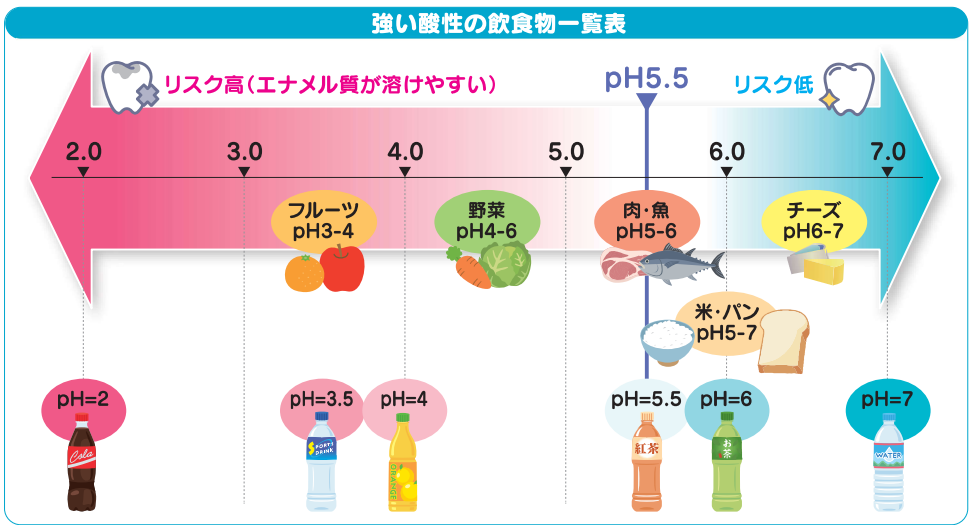 強い酸性の飲食物一覧表
リスク高(エナメル質が溶けやすい)
pH5.5
リスク低
2.0
3.0
4.0
5.0
6.0
7.0
フルーツ
pH3-4
野菜
pH4-6
肉・魚
pH5-6
チーズ
pH6-7
米・パン
pH5-7
pH=2
pH=3.5
pH=4
pH=5.5
pH=6
pH=7
Cola
SPORTS
DRINK
ORANGE
紅茶
お茶
WATER